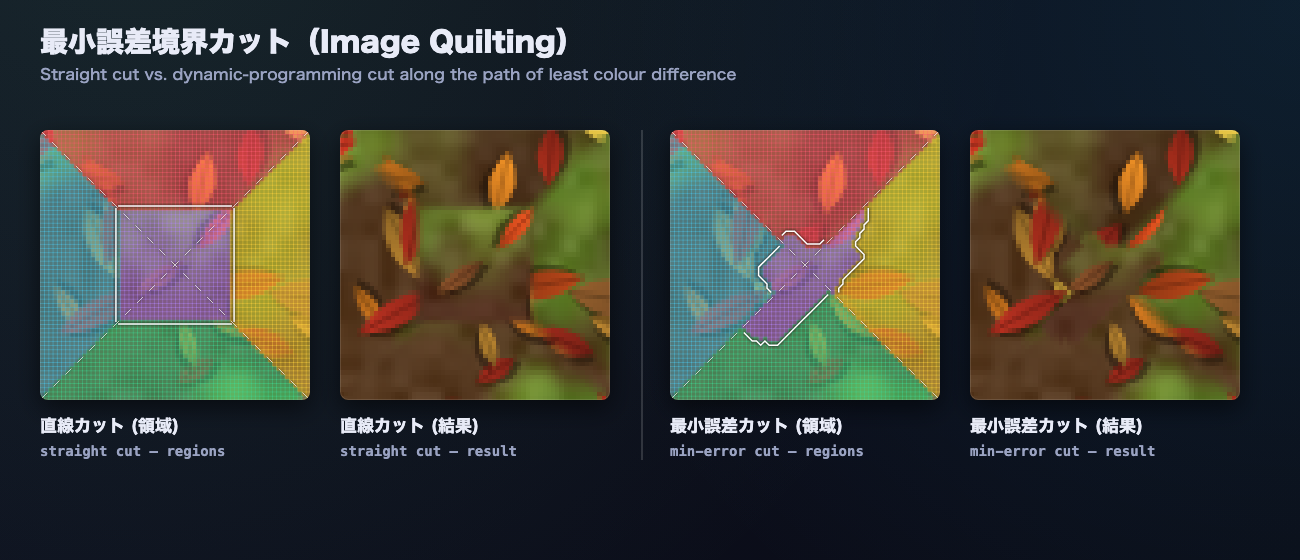 最小誤差境界カット（Image Quilting）
Straight cut vs. dynamic-programming cut along the path of least colour difference
直線カット (領域)
straight cut — regions
直線カット (結果)
straight cut — result
最小誤差カット (領域)
min-error cut — regions
最小誤差カット (結果)
min-error cut — result